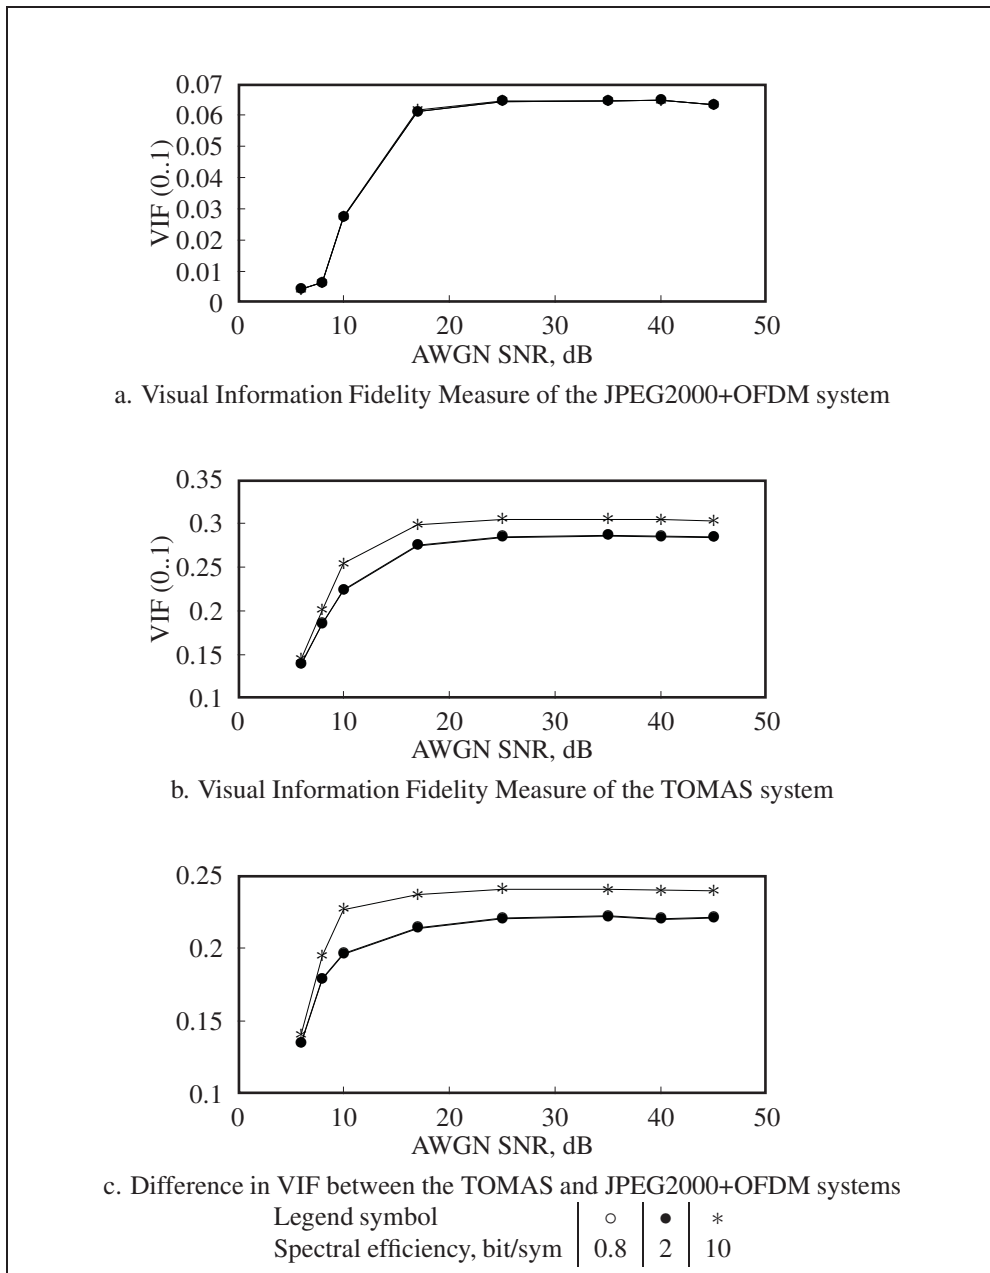 0.07
0.06
0.05
0.04
0.03
0.02
0.01
0
VIF (0..1)
0 10 20 30 40 50
AWGN SNR, dB
a. Visual Information Fidelity Measure of the JPEG2000+OFDM system
0.35
0.3
0.25
0.2
0.15
0.1
VIF (0..1)
0 10 20 30 40 50
AWGN SNR, dB
b. Visual Information Fidelity Measure of the TOMAS system
0.25
0.2
0.15
0.1
0 10 20 30 40 50
AWGN SNR, dB
c. Difference in VIF between the TOMAS and JPEG2000+OFDM systems
Legend symbol ○ ● *
Spectral efficiency, bit/sym 0.8 2 10